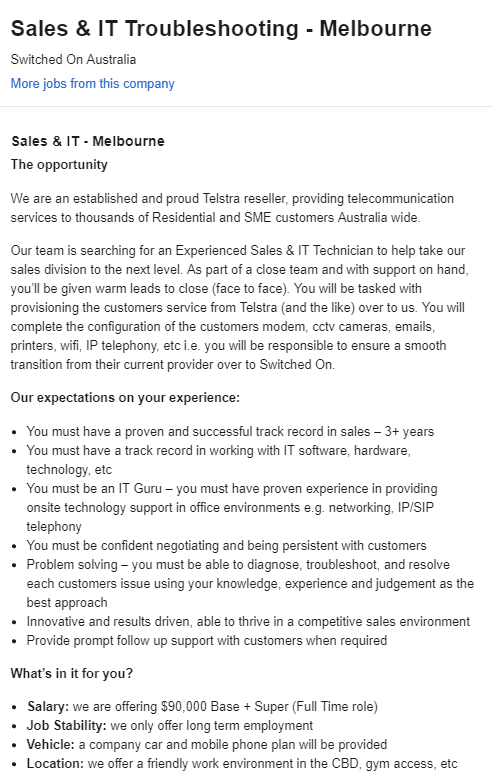 Sales & IT Troubleshooting - Melbourne
Switched On Australia
More jobs from this company
Sales & IT - Melbourne
The opportunity
We are an established and proud Telstra reseller, providing telecommunication
services to thousands of Residential and SME customers Australia wide.
Our team is searching for an Experienced Sales & IT Technician to help take our
sales division to the next level. As part of a close team and with support on hand,
you'll be given warm leads to close (face to face). You will be tasked with
provisioning the customers service from Telstra (and the like) over to us. You will
complete the configuration of the customers modem, cctv cameras, emails,
printers, wifi, IP telephony, etc i.e. you will be responsible to ensure a smooth
transition from their current provider over to Switched On.
Our expectations on your experience:
• You must have a proven and successful track record in sales – 3+ years
• You must have a track record in working with IT software, hardware,
technology, etc
• You must be an IT Guru – you must have proven experience in providing
onsite technology support in office environments e.g. networking, IP/SIP
telephony
• You must be confident negotiating and being persistent with customers
• Problem solving – you must be able to diagnose, troubleshoot, and resolve
each customers issue using your knowledge, experience and judgement as the
best approach
• Innovative and results driven, able to thrive in a competitive sales environment
• Provide prompt follow up support with customers when required
What's in it for you?
• Salary: we are offering $90,000 Base + Super (Full Time role)
• Job Stability: we only offer long term employment
• Vehicle: a company car and mobile phone plan will be provided
• Location: we offer a friendly work environment in the CBD, gym access, etc